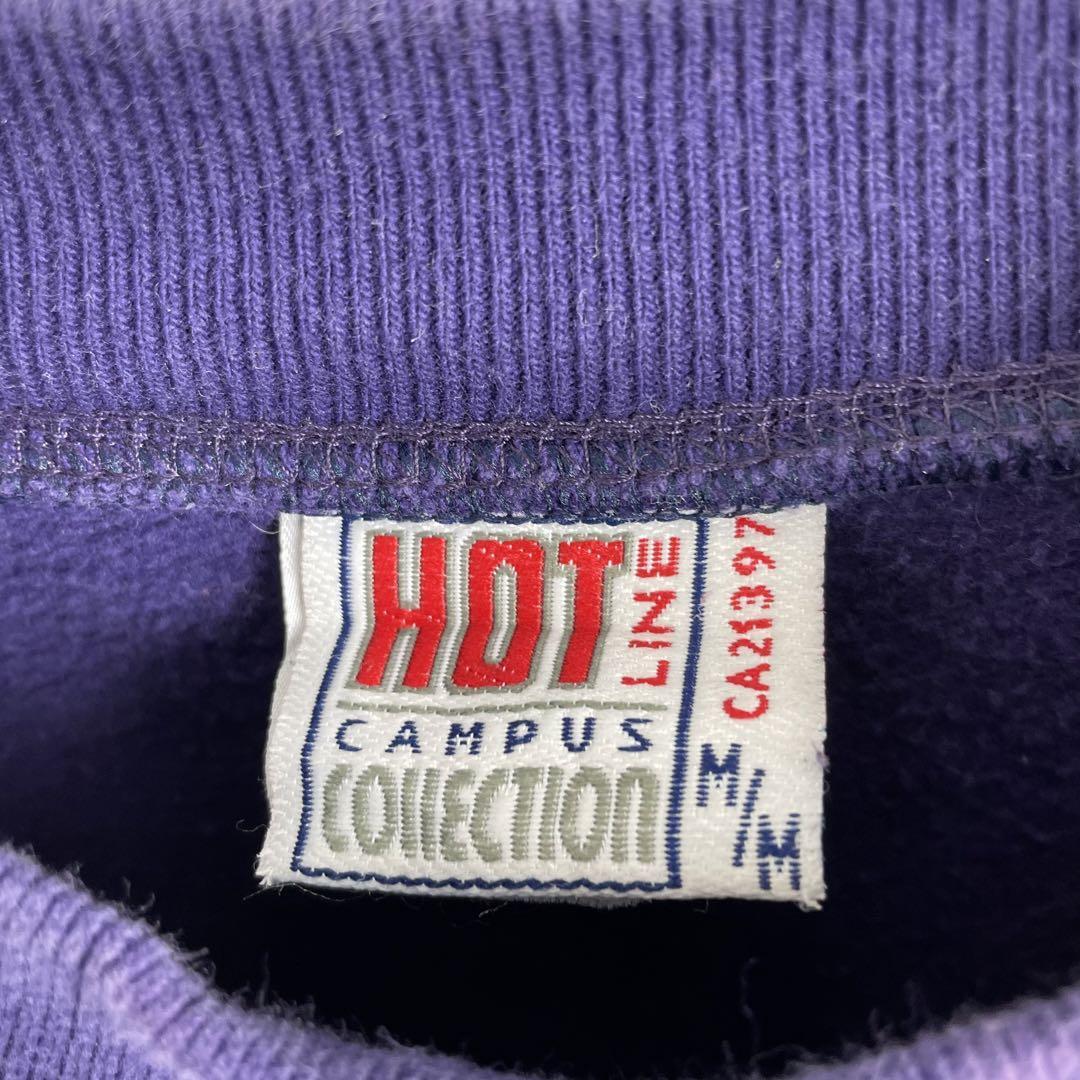 HOT
LINE
CAMPUS
COLLECTION
CA21397
M/M